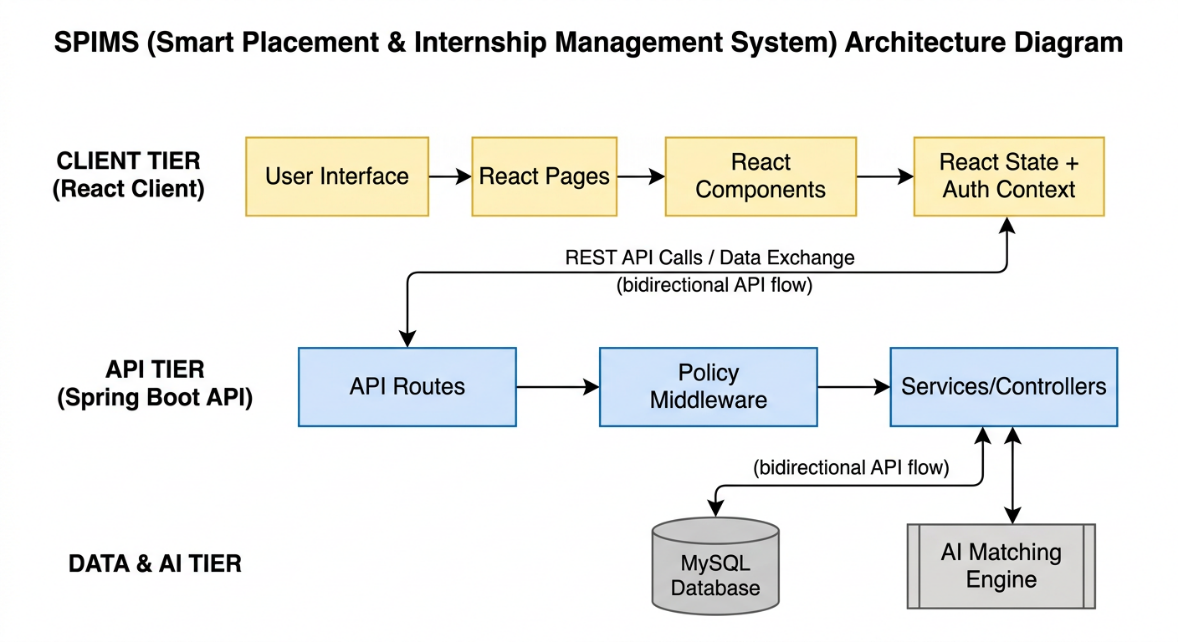 SPIMS (Smart Placement & Internship Management System) Architecture Diagram
CLIENT TIER
(React Client)
User Interface
React Pages
React
Components
React State +
Auth Context
REST API Calls / Data Exchange
(bidirectional API flow)
API TIER
(Spring Boot API)
API Routes
Policy
Middleware
Services/Controllers
(bidirectional API flow)
DATA & AI TIER
MySQL
Database
AI Matching
Engine